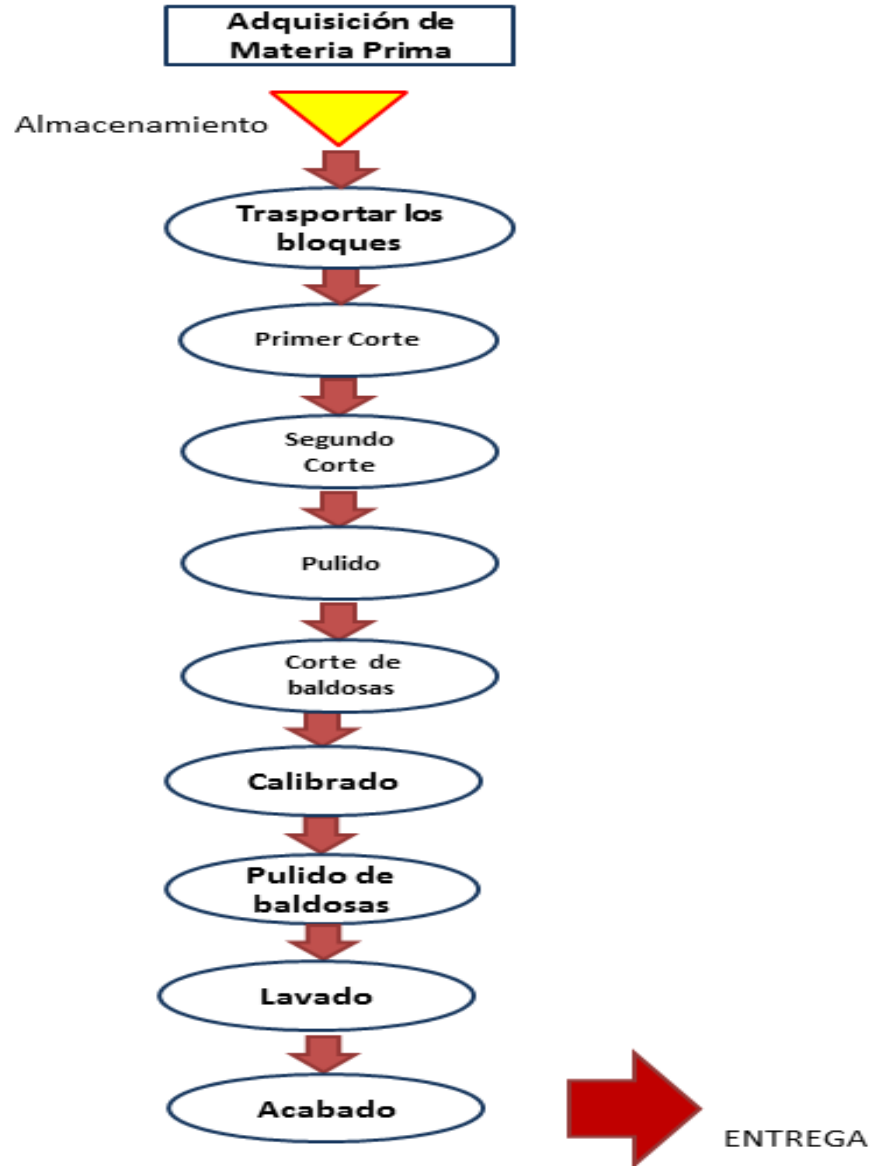 Adquisición de
Materia Prima
Almacenamiento
Trasportar los
bloques
Primer Corte
Segundo
Corte
Pulido
Corte de
baldosas
Calibrado
Pulido de
baldosas
Lavado
Acabado
ENTREGA